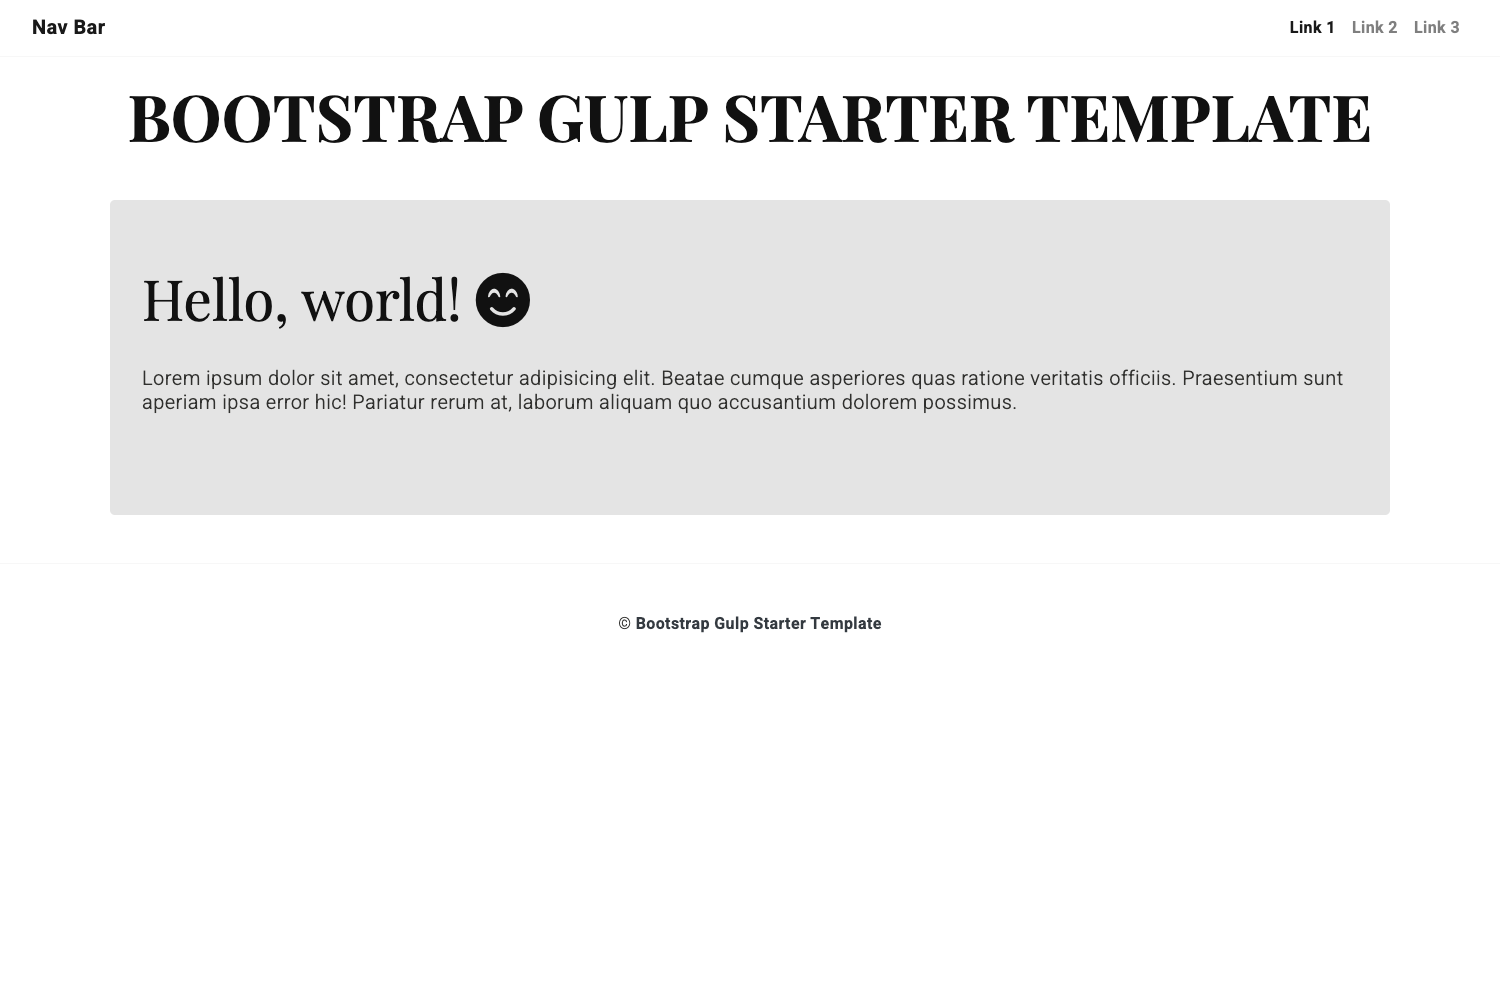 Nav Bar
Link 1 Link 2 Link 3
BOOTSTRAP GULP STARTER TEMPLATE
Hello, world!
Lorem ipsum dolor sit amet, consectetur adipisicing elit. Beatae cumque asperiores quas ratione veritatis officiis. Praesentium sunt
aperiam ipsa error hic! Pariatur rerum at, laborum aliquam quo accusantium dolorem possimus.
© Bootstrap Gulp Starter Template